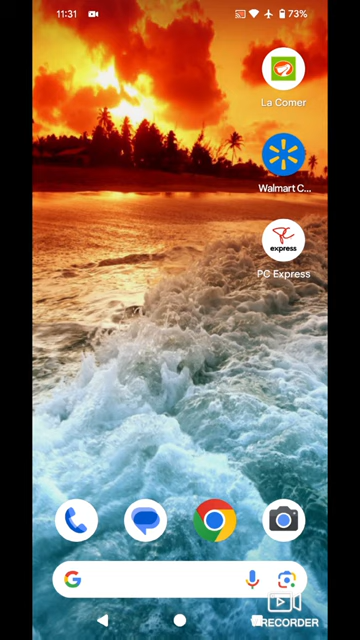 11:31
73%
La Comer
Walmart C...
express
PC Express
RECORDER